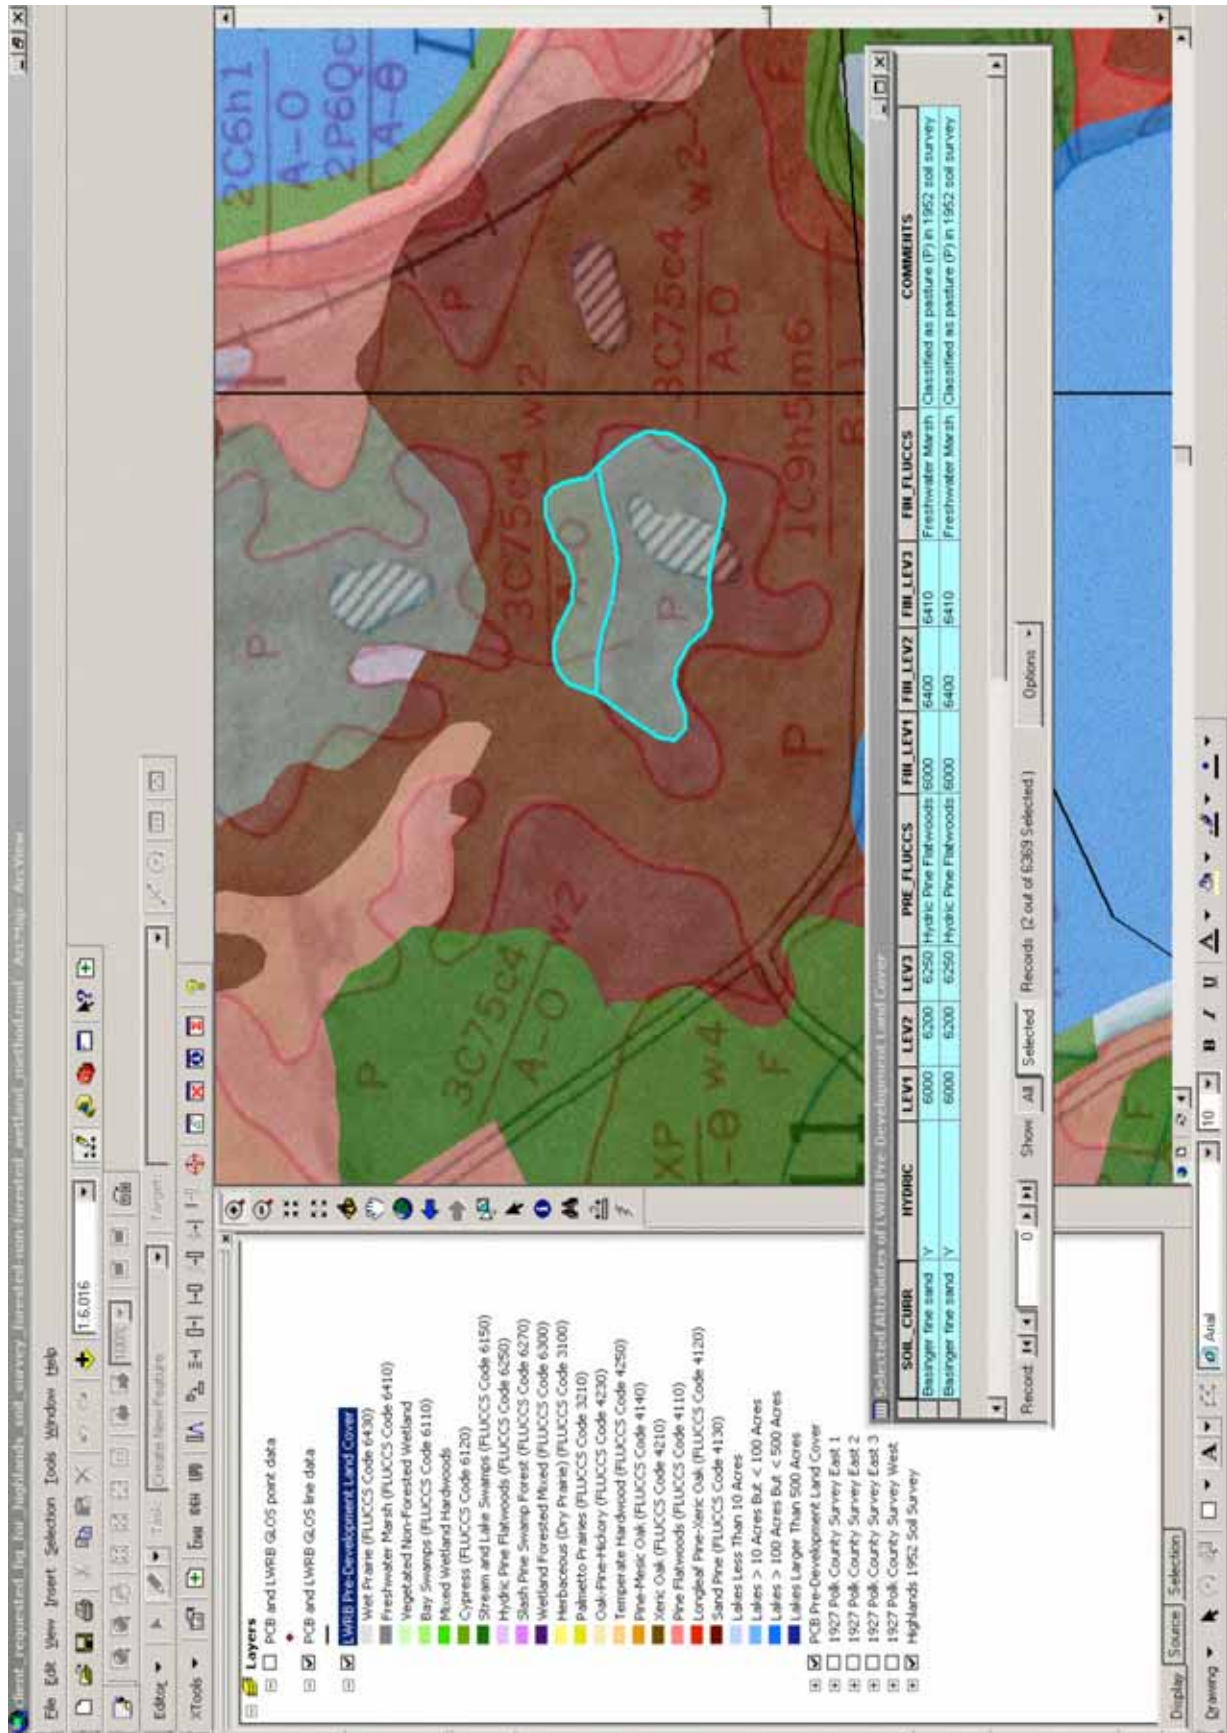 client_requested_fig_for_highlands_soil_survey_forested-non-forested_wetland_method.mxd - ArcMap - ArcView
File Edit View Insert Selection Tools Window Help
1:6,016
100%
Editor Task: Create New Feature Target:
XTools
Layers
PCB and LWRB GLOS point data
PCB and LWRB GLOS line data
LWRB Pre-Development Land Cover
Wet Prairie (FLUCCS Code 6430)
Freshwater Marsh (FLUCCS Code 6410)
Vegetated Non-Forested Wetland
Bay Swamps (FLUCCS Code 6110)
Mixed Wetland Hardwoods
Cypress (FLUCCS Code 6120)
Stream and Lake Swamps (FLUCCS Code 6150)
Hydric Pine Flatwoods (FLUCCS Code 6250)
Slash Pine Swamp Forest (FLUCCS Code 6270)
Wetland Forested Mixed (FLUCCS Code 6300)
Herbaceous (Dry Prairie) (FLUCCS Code 3100)
Palmetto Prairies (FLUCCS Code 3210)
Oak-Pine-Hickory (FLUCCS Code 4230)
Temperate Hardwood (FLUCCS Code 4250)
Pine-Mesic Oak (FLUCCS Code 4140)
Xeric Oak (FLUCCS Code 4210)
Pine Flatwoods (FLUCCS Code 4110)
Longleaf Pine-Xeric Oak (FLUCCS Code 4120)
Sand Pine (FLUCCS Code 4130)
Lakes Less Than 10 Acres
Lakes > 10 Acres But < 100 Acres
Lakes > 100 Acres But < 500 Acres
Lakes Larger Than 500 Acres
PCB Pre-Development Land Cover
1927 Polk County Survey East 1
1927 Polk County Survey East 2
1927 Polk County Survey East 3
1927 Polk County Survey West
Highlands 1952 Soil Survey
Display Source Selection
2C6h1
A-O
A-θ
P
P
3C75c4
A-O
w2
3C75c4 w2
A-O
P
P
3C75c4 w2
A-O
1C9h5m6
P
XP
w4
F
F
F
Selected Attributes of LWRB Pre-Development Land Cover
SOIL_CURR HYDRIC LEV1 LEV2 LEV3 PRE_FLUCCS FIN_LEV1 FIN_LEV2 FIN_LEV3 FIN_FLUCCS COMMENTS
Basinger fine sand Y 6000 6200 6250 Hydric Pine Flatwoods 6000 6400 6410 Freshwater Marsh Classified as pasture (P) in 1952 soil survey
Basinger fine sand Y 6000 6200 6250 Hydric Pine Flatwoods 6000 6400 6410 Freshwater Marsh Classified as pasture (P) in 1952 soil survey
Record: 0 Show: All Selected Records (2 out of 6369 Selected.) Options
Drawing A Arial 10 B I U A